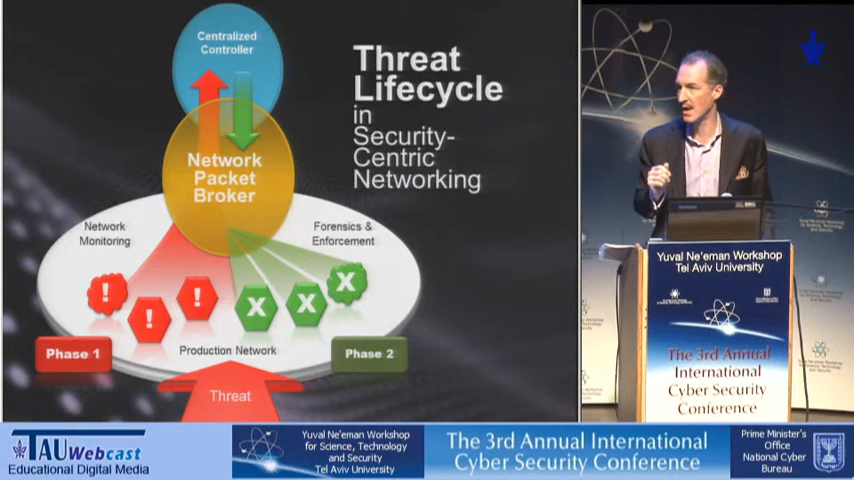 Centralized
Controller
Threat
Lifecycle
in
Security-
Centric
Networking
Network
Packet
Broker
Network
Monitoring
Forensics &
Enforcement
!
!
!
X
X
X
Phase 1
Production Network
Phase 2
Threat
Yuval Ne'eman Workshop
Tel Aviv University
The 3rd Annual
International
Cyber Security
Conference
TAU Webcast
Educational Digital Media
Yuval Ne'eman Workshop
for Science, Technology
and Security
Tel Aviv University
The 3rd Annual International
Cyber Security Conference
Prime Minister's
Office
National Cyber
Bureau